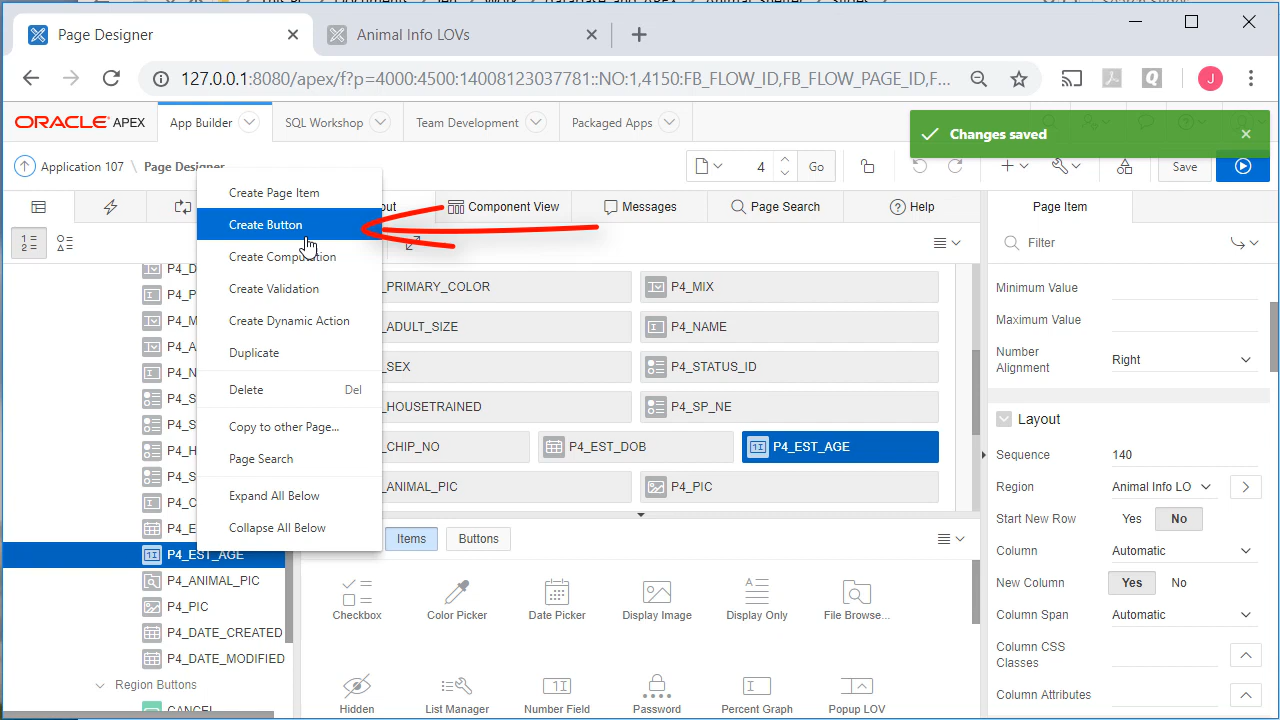 Page Designer
Animal Info LOVs
127.0.0.1:8080/apex/f?p=4000:4500:14008123037781::NO:1,4150:FB_FLOW_ID,FB_FLOW_PAGE_ID,F...
J
ORACLE APEX
App Builder
SQL Workshop
Team Development
Packaged Apps
Changes saved
Application 107 \ Page Designer
4
Go
Save
Create Page Item
Create Button
Create Computation
Create Validation
Create Dynamic Action
Duplicate
Delete
Del
Copy to other Page...
Page Search
Expand All Below
Collapse All Below
Component View
Messages
Page Search
Help
Page Item
Filter
P4_EST_AGE
P4_ANIMAL_PIC
P4_PIC
P4_DATE_CREATED
P4_DATE_MODIFIED
Region Buttons
CANCEL
_PRIMARY_COLOR
P4_MIX
_ADULT_SIZE
P4_NAME
_SEX
P4_STATUS_ID
_HOUSETRAINED
P4_SP_NE
_CHIP_NO
P4_EST_DOB
P4_EST_AGE
_ANIMAL_PIC
P4_PIC
Items
Buttons
Checkbox
Color Picker
Date Picker
Display Image
Display Only
File Browse...
Hidden
List Manager
Number Field
Password
Percent Graph
Popup LOV
Minimum Value
Maximum Value
Number Alignment
Right
Layout
Sequence
140
Region
Animal Info LO
Start New Row
Yes
No
Column
Automatic
New Column
Yes
No
Column Span
Automatic
Column CSS Classes
Column Attributes